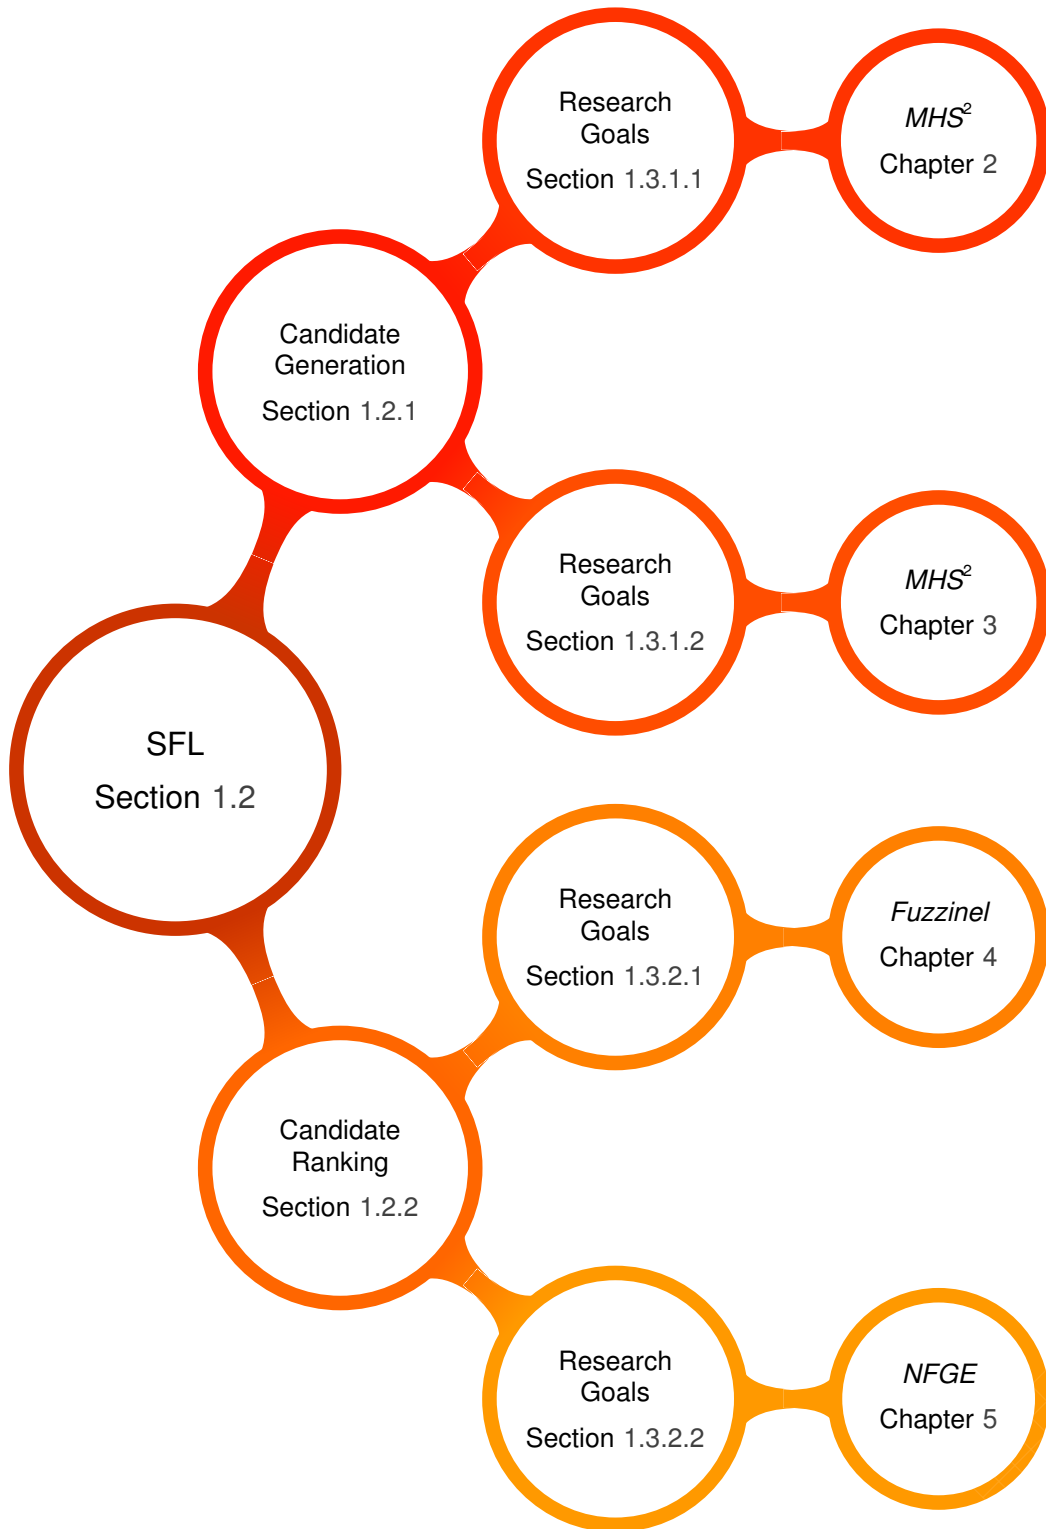 Research
Goals
Section 1.3.1.1
MHS²
Chapter 2
Candidate
Generation
Section 1.2.1
Research
Goals
Section 1.3.1.2
MHS²
Chapter 3
SFL
Section 1.2
Research
Goals
Section 1.3.2.1
Fuzzinel
Chapter 4
Candidate
Ranking
Section 1.2.2
Research
Goals
Section 1.3.2.2
NFGE
Chapter 5